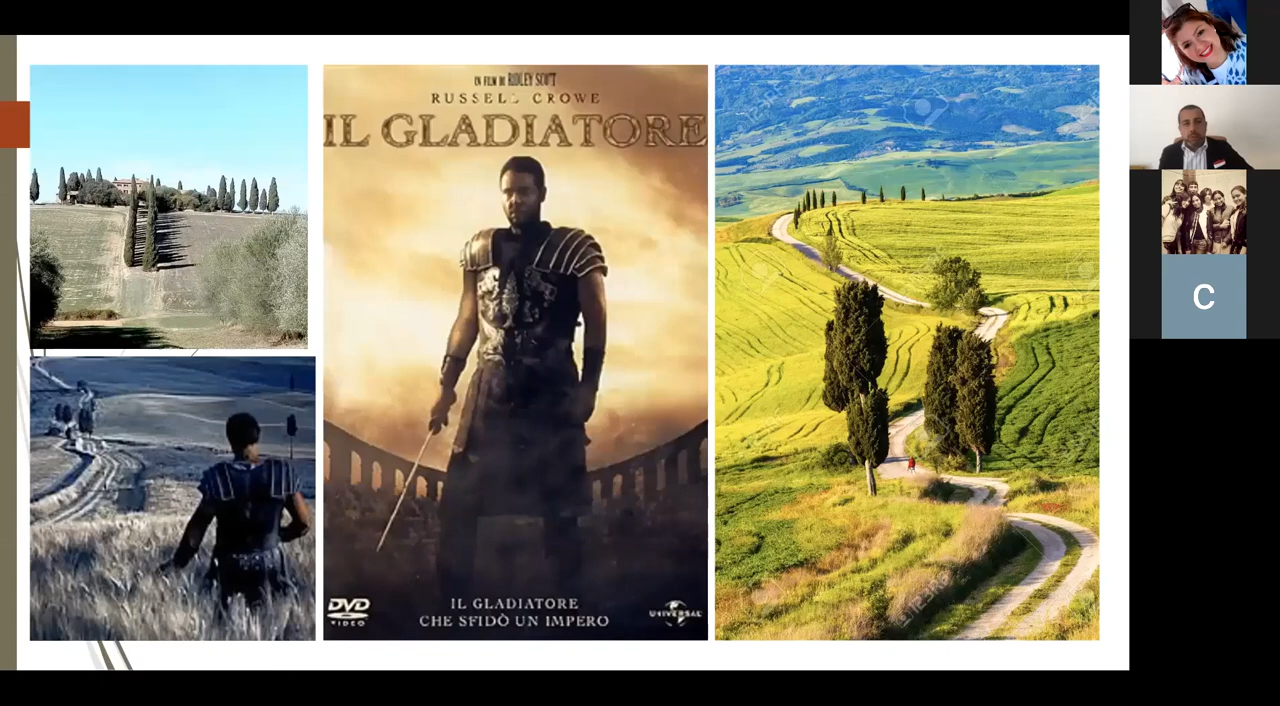 UN FILM DI RIDLEY SCOTT
RUSSELL CROWE
IL GLADIATORE
IL GLADIATORE
CHE SFIDÒ UN IMPERO
DVD
VIDEO
UNIVERSAL
C